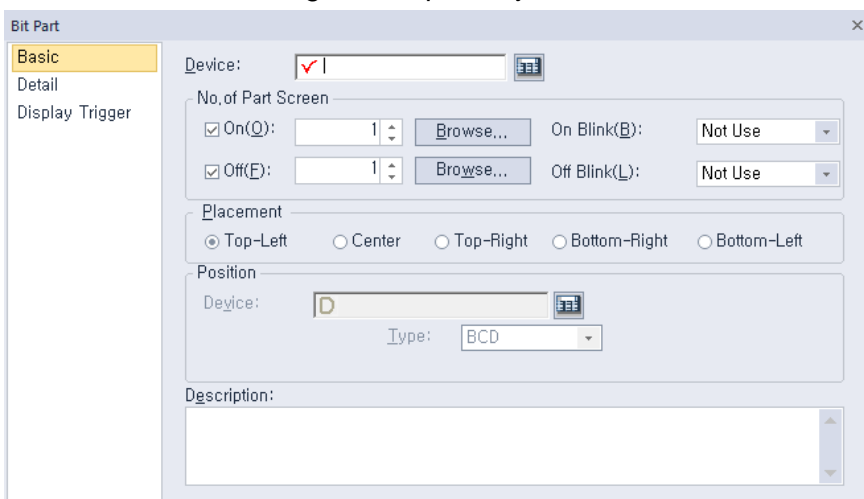 Bit Part
Basic
Detail
Display Trigger
Device:
No.of Part Screen
On(O): 1 Browse... On Blink(B): Not Use
Off(F): 1 Browse... Off Blink(L): Not Use
Placement
Top-Left Center Top-Right Bottom-Right Bottom-Left
Position
Device: D
Type: BCD
Description: